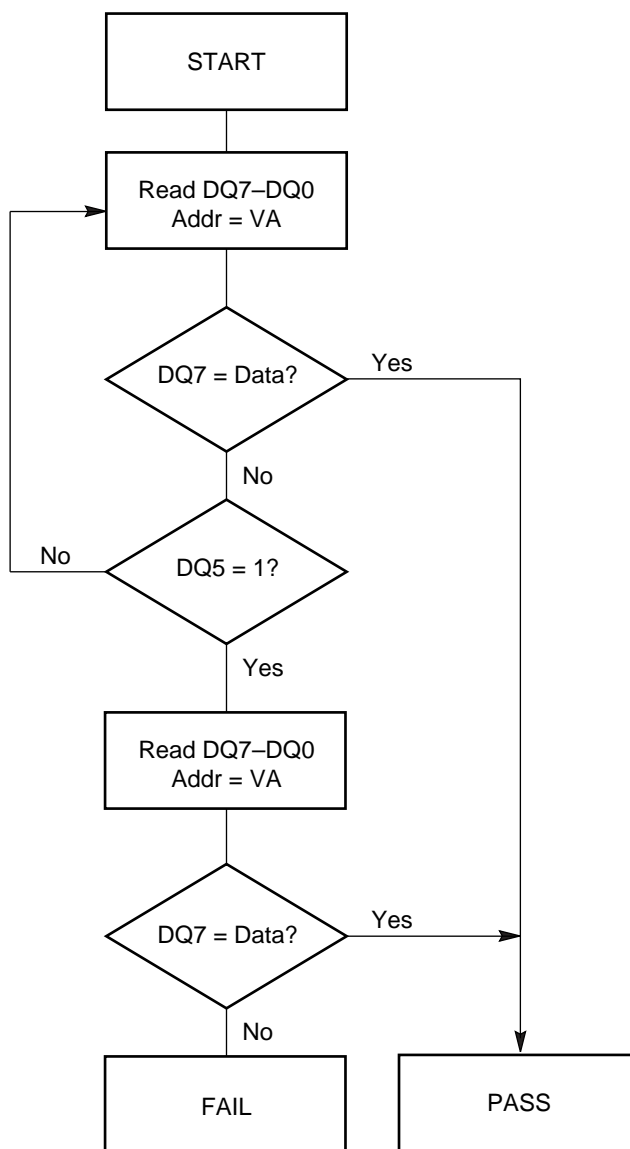 START
Read DQ7–DQ0
Addr = VA
DQ7 = Data?
Yes
No
DQ5 = 1?
No
Yes
Read DQ7–DQ0
Addr = VA
DQ7 = Data?
Yes
No
FAIL
PASS